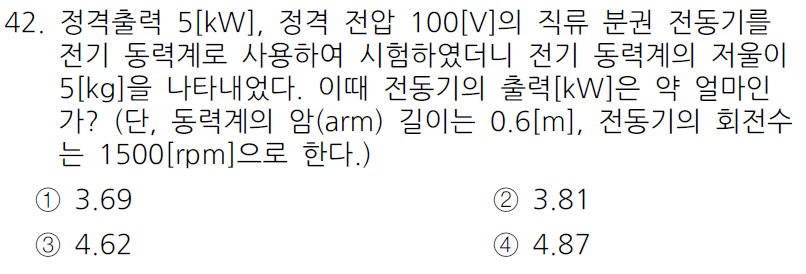 42. 정격출력 5[kW], 정격 전압 100[V]의 직류 분권 전동기를
전기 동력계로 사용하여 시험하였더니 전기 동력계의 저울이
5[kg]을 나타내었다. 이때 전동기의 출력[kW]은 약 얼마인
가? (단, 동력계의 암(arm) 길이는 0.6[m], 전동기의 회전수
는 1500[rpm]으로 한다.)
① 3.69 ② 3.81
③ 4.62 ④ 4.87